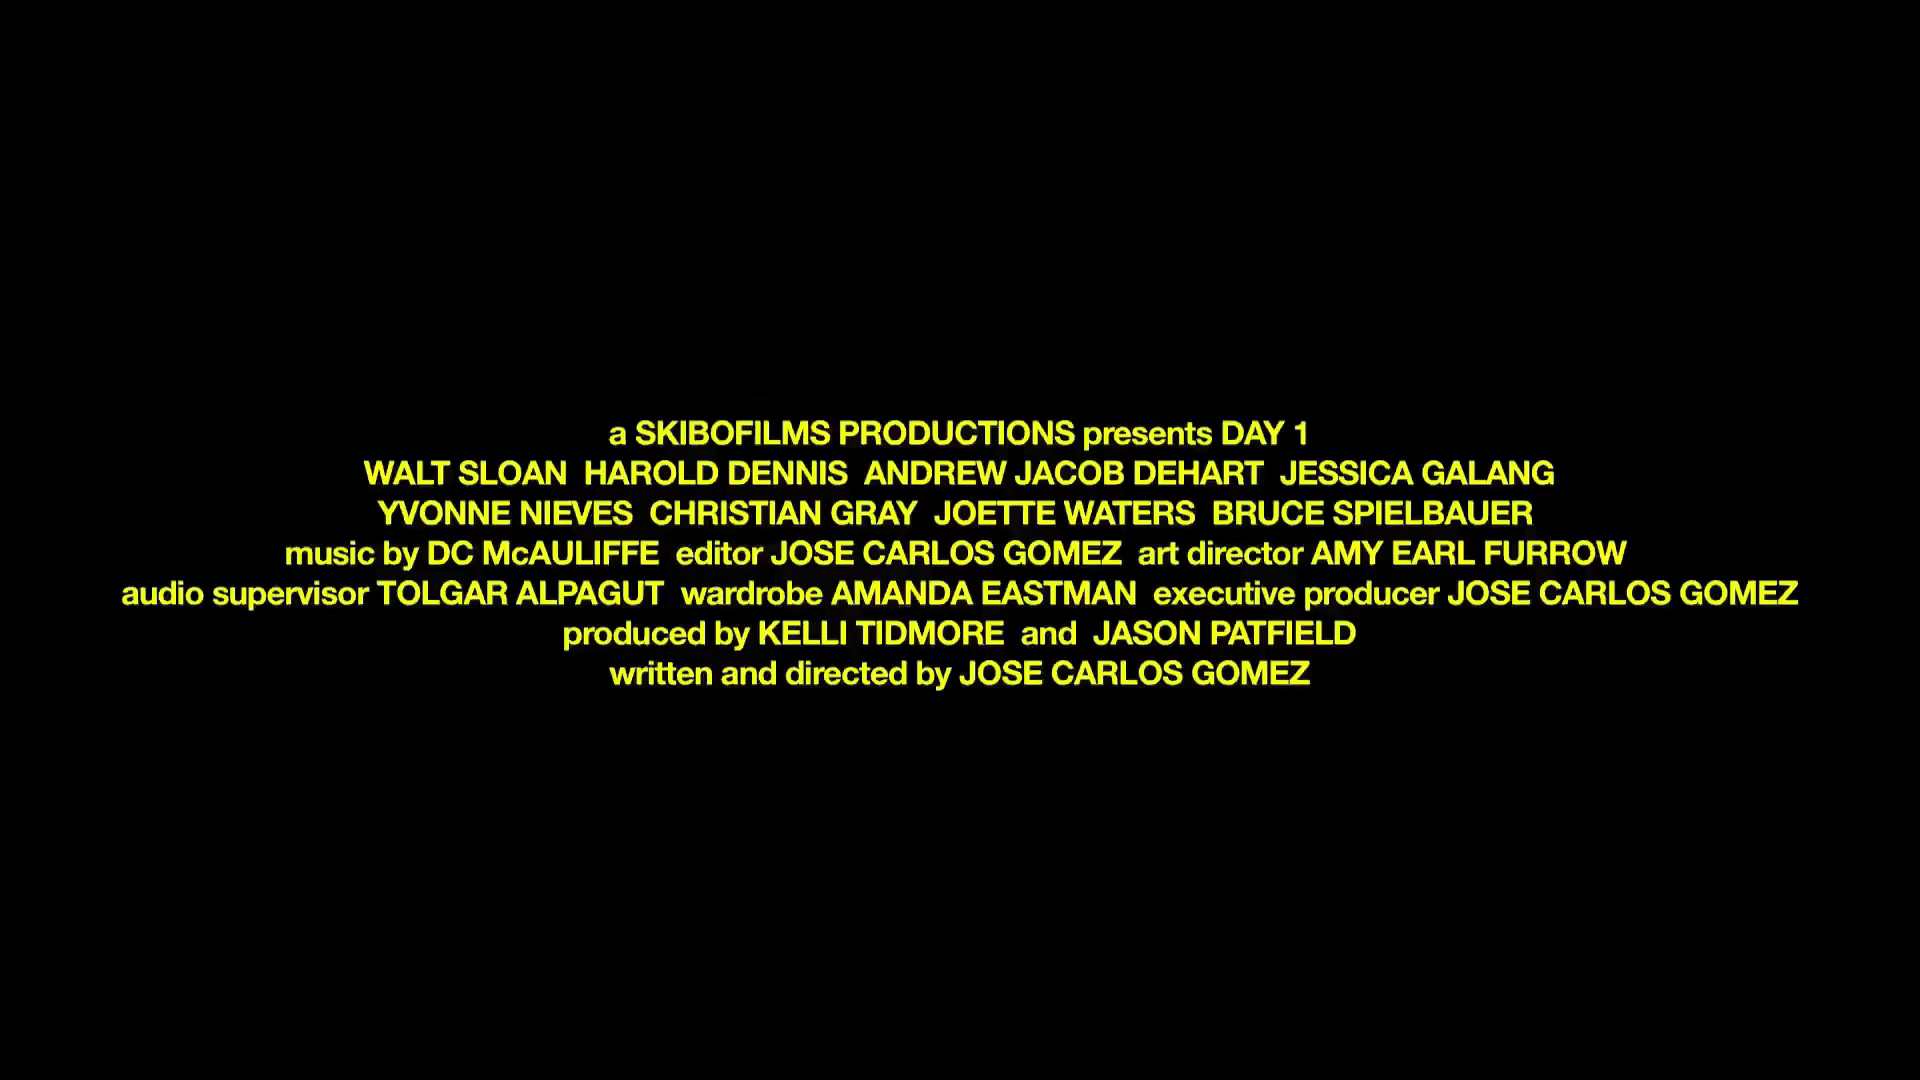 a SKIBOFILMS PRODUCTIONS presents DAY 1
WALT SLOAN HAROLD DENNIS ANDREW JACOB DEHART JESSICA GALANG
YVONNE NIEVES CHRISTIAN GRAY JOETTE WATERS BRUCE SPIELBAUER
music by DC McAULIFFE editor JOSE CARLOS GOMEZ art director AMY EARL FURROW
audio supervisor TOLGAR ALPAGUT wardrobe AMANDA EASTMAN executive producer JOSE CARLOS GOMEZ
produced by KELLI TIDMORE and JASON PATFIELD
written and directed by JOSE CARLOS GOMEZ